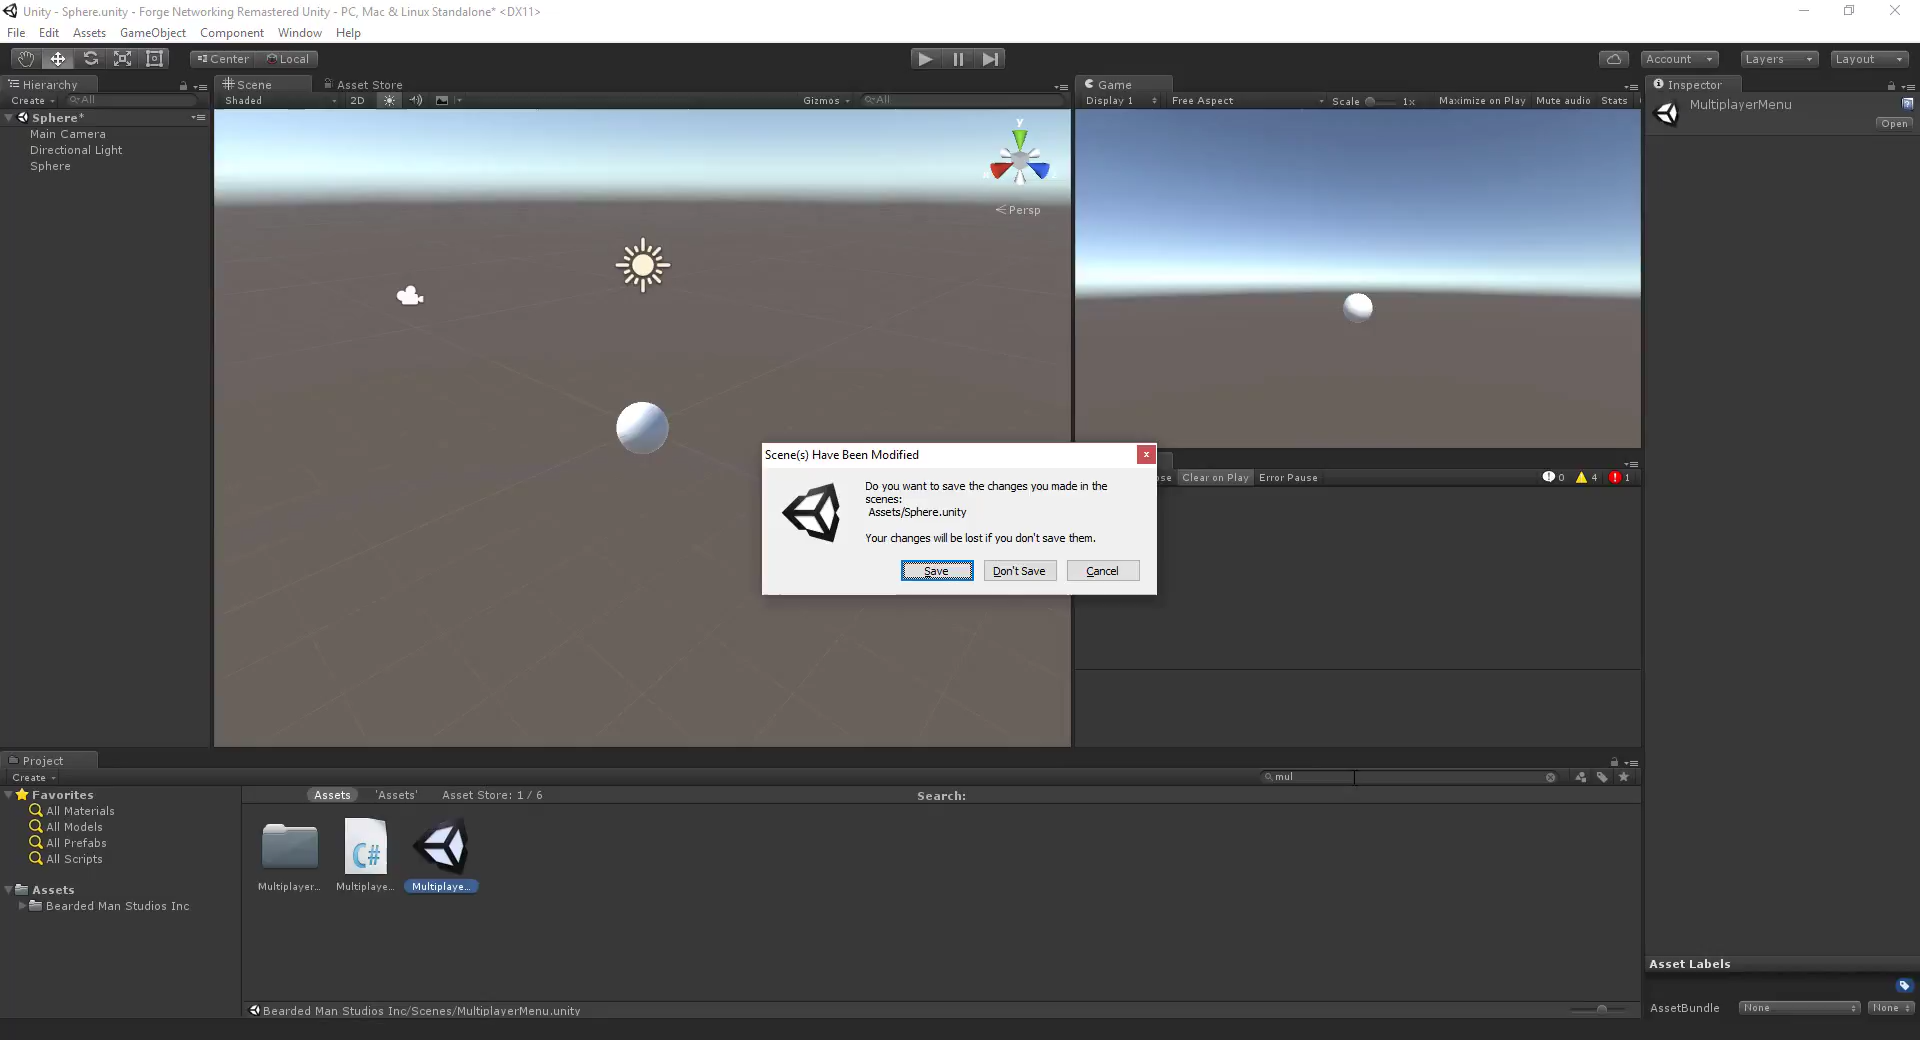 Unity - Sphere.unity - Forge Networking Remastered Unity - PC, Mac & Linux Standalone* <DX11>
File Edit Assets GameObject Component Window Help
Center Local Account Layers Layout
Hierarchy
Create All
Sphere*
Main Camera
Directional Light
Sphere
Scene Asset Store
Shaded 2D Gizmos All
y
Persp
Game
Display 1 Free Aspect Scale 1x Maximize on Play Mute audio Stats
Inspector
MultiplayerMenu
Open
Clear on Play Error Pause 0 4 1
Scene(s) Have Been Modified
Do you want to save the changes you made in the
scenes:
Assets/Sphere.unity
Your changes will be lost if you don't save them.
Save Don't Save Cancel
Project
Create mul
Favorites
All Materials
All Models
All Prefabs
All Scripts
Assets
Bearded Man Studios Inc
Assets 'Assets' Asset Store: 1 / 6 Search:
C#
Multiplayer... Multiplaye... Multiplaye...
Bearded Man Studios Inc/Scenes/MultiplayerMenu.unity
Asset Labels
AssetBundle None None